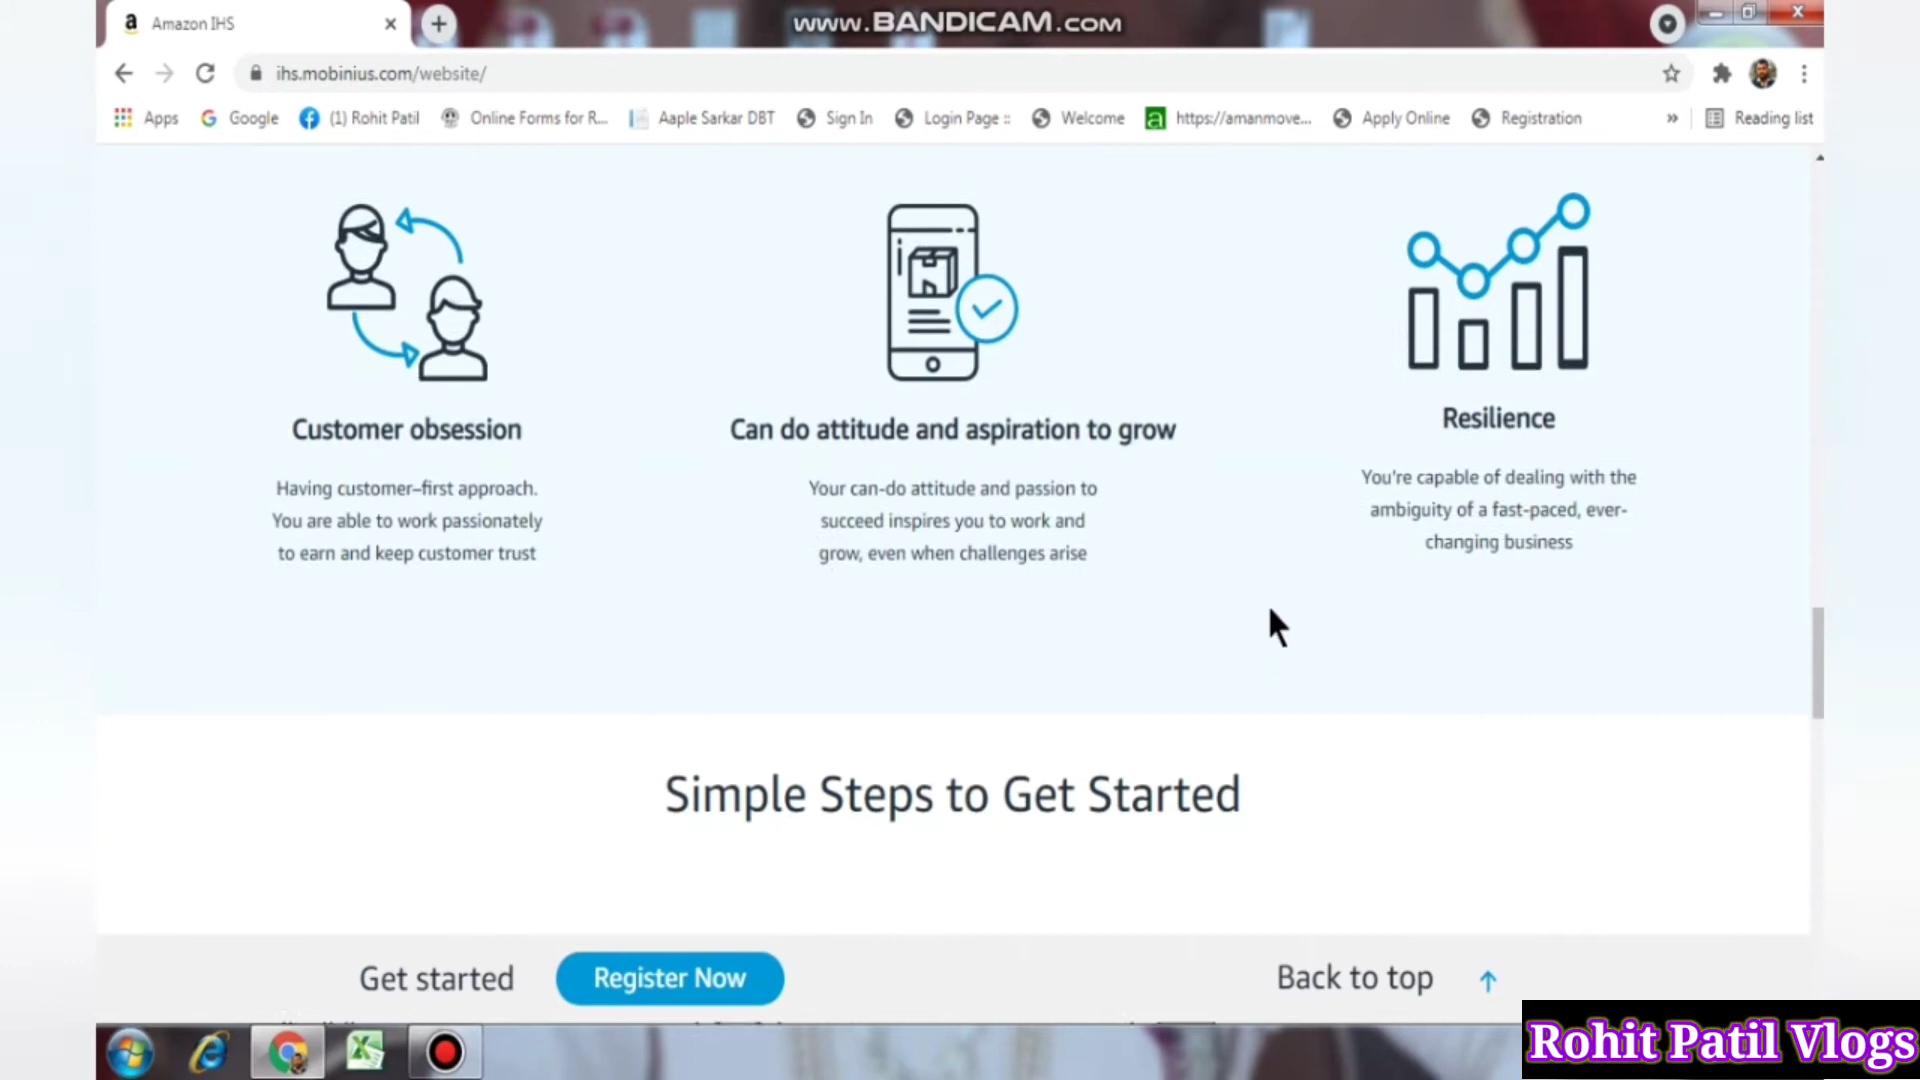 Amazon IHS
www.BANDICAM.com
ihs.mobinius.com/website/
Apps Google (1) Rohit Patil Online Forms for R... Aaple Sarkar DBT Sign In Login Page :: Welcome https://amanmove... Apply Online Registration » Reading list
Customer obsession
Having customer–first approach.
You are able to work passionately
to earn and keep customer trust
Can do attitude and aspiration to grow
Your can-do attitude and passion to
succeed inspires you to work and
grow, even when challenges arise
Resilience
You're capable of dealing with the
ambiguity of a fast-paced, ever-
changing business
Simple Steps to Get Started
Get started Register Now Back to top
Rohit Patil Vlogs